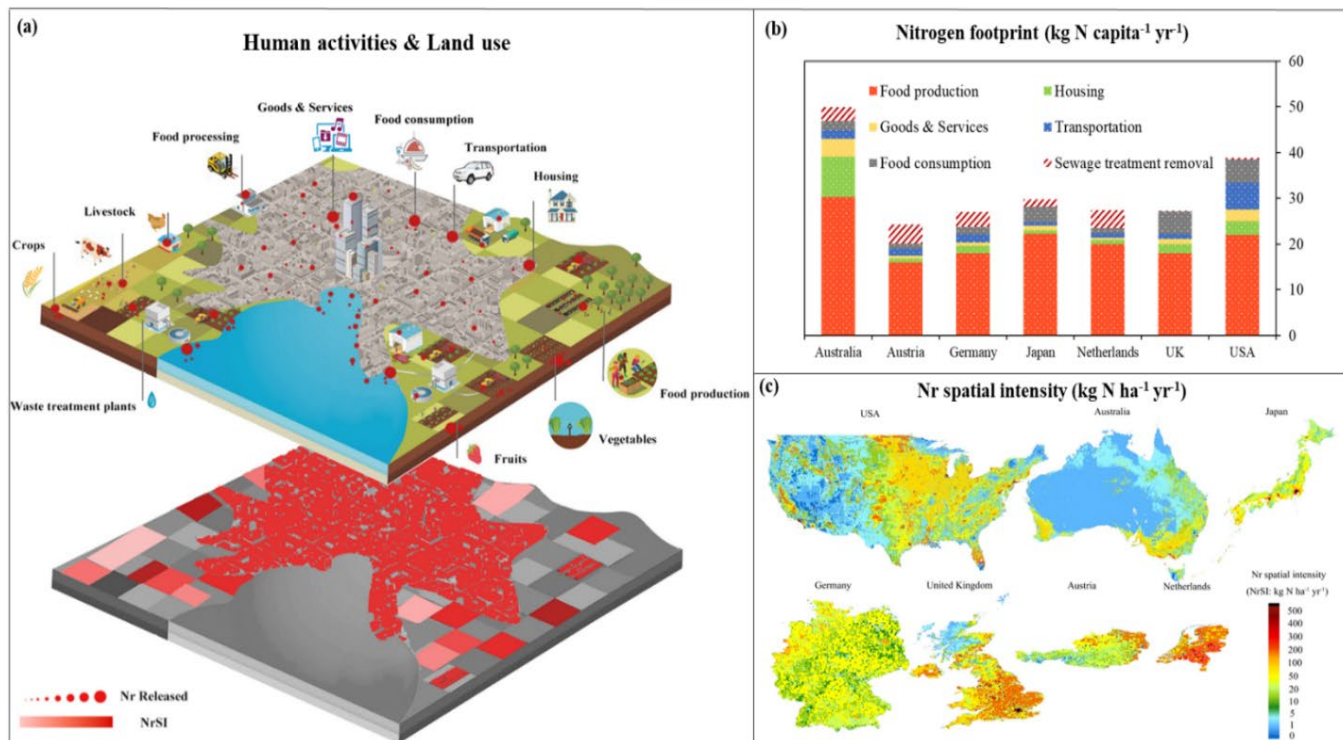 (a)
Human activities & Land use
Goods & Services
Food consumption
Food processing
Transportation
Housing
Livestock
Crops
Waste treatment plants
Food production
Vegetables
Fruits
Nr Released
NrSI
(b)
Nitrogen footprint (kg N capita⁻¹ yr⁻¹)
60
50
40
30
20
10
0
Food production
Housing
Goods & Services
Transportation
Food consumption
Sewage treatment removal
Australia
Austria
Germany
Japan
Netherlands
UK
USA
(c)
Nr spatial intensity (kg N ha⁻¹ yr⁻¹)
USA
Australia
Japan
Germany
United Kingdom
Austria
Netherlands
Nr spatial intensity
(NrSI: kg N ha⁻¹ yr⁻¹)
500
400
300
200
100
50
20
10
5
1
0